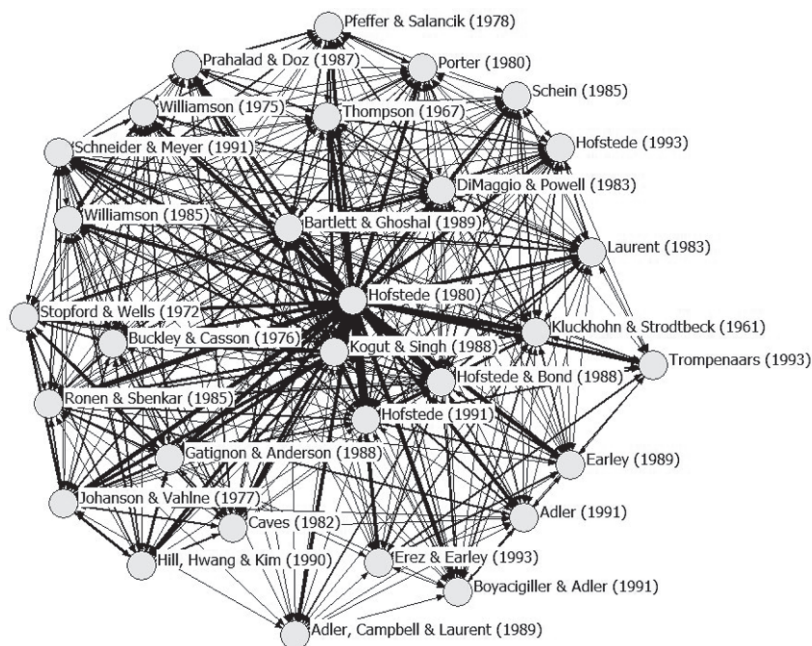 Pfeffer & Salancik (1978)
Prahalad & Doz (1987)
Porter (1980)
Schein (1985)
Williamson (1975)
Thompson (1967)
Schneider & Meyer (1991)
Hofstede (1993)
DiMaggio & Powell (1983)
Williamson (1985)
Bartlett & Ghoshal (1989)
Laurent (1983)
Hofstede (1980)
Stopford & Wells (1972
Kluckhohn & Strodtbeck (1961)
Buckley & Casson (1976)
Kogut & Singh (1988)
Trompenaars (1993)
Hofstede & Bond (1988)
Ronen & Sbenkar (1985)
Hofstede (1991)
Gatignon & Anderson (1988)
Earley (1989)
Johanson & Vahlne (1977)
Adler (1991)
Caves (1982)
Hill, Hwang & Kim (1990)
Erez & Earley (1993)
Boyacigiller & Adler (1991)
Adler, Campbell & Laurent (1989)